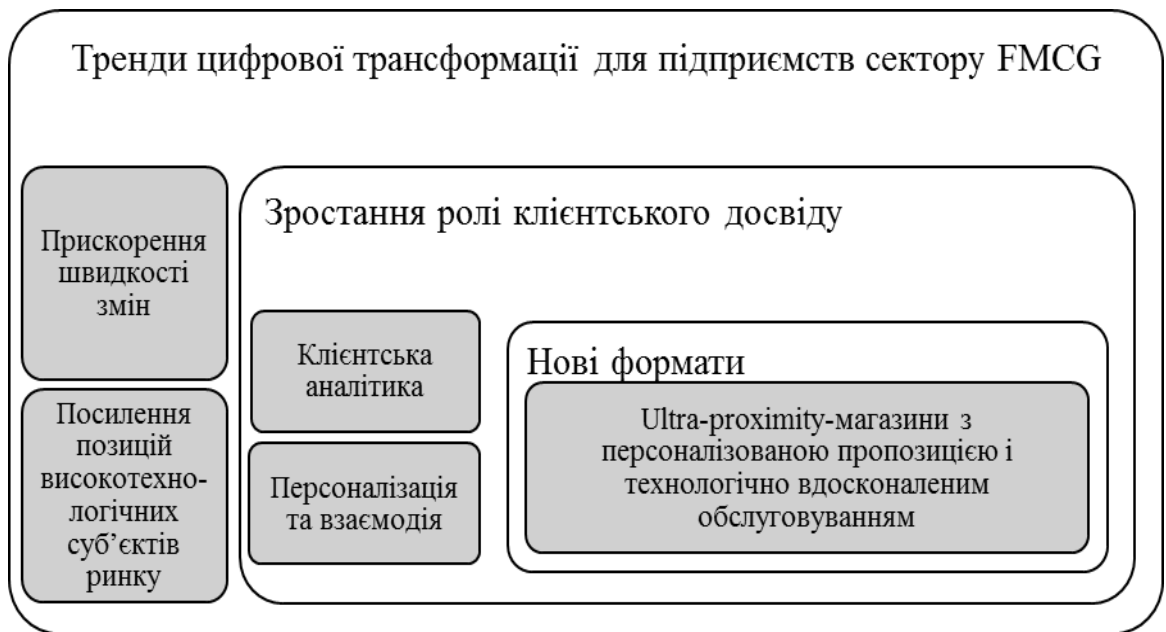 Тренди цифрової трансформації для підприємств сектору FMCG
Прискорення
швидкості
змін
Посилення
позицій
високотехно-
логічних
суб’єктів
ринку
Зростання ролі клієнтського досвіду
Клієнтська
аналітика
Персоналізація
та взаємодія
Нові формати
Ultra-proximity-магазини з
персоналізованою пропозицією і
технологічно вдосконаленим
обслуговуванням